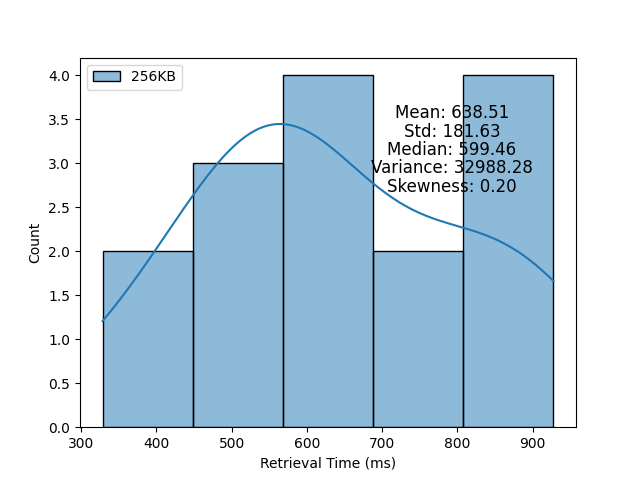 256KB
4.0
3.5
3.0
2.5
2.0
1.5
1.0
0.5
0.0
Count
Mean: 638.51
Std: 181.63
Median: 599.46
Variance: 32988.28
Skewness: 0.20
300 400 500 600 700 800 900
Retrieval Time (ms)